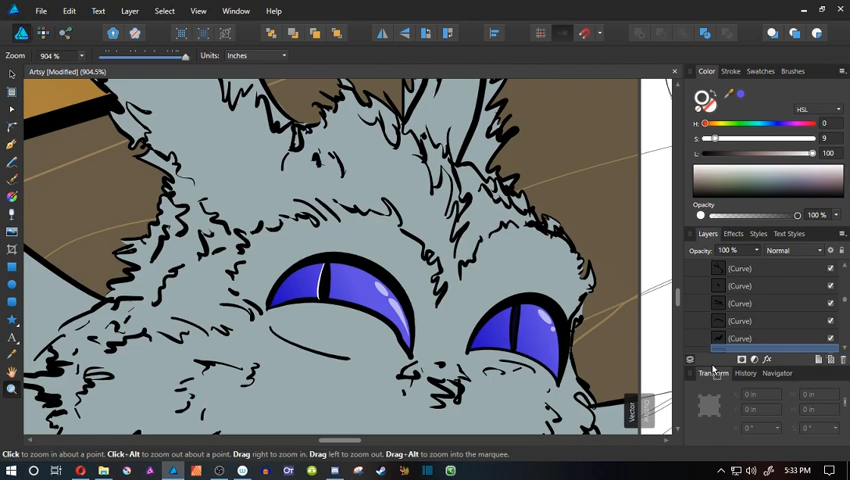 File Edit Text Layer Select View Window Help
Zoom 904 % Units: Inches
Artsy [Modified] (904.5%)
Color Stroke Swatches Brushes
HSL
H: 0
S: 9
L: 100
Opacity
100 %
Layers Effects Styles Text Styles
Opacity: 100 % Normal
(Curve)
(Curve)
(Curve)
(Curve)
(Curve)
fx
Transform History Navigator
X: 0 in W: 0 in
Y: 0 in H: 0 in
R: 0 ° S: 0 °
Vector
Click to zoom in about a point. Click+Alt to zoom out about a point. Drag right to zoom in. Drag left to zoom out. Drag+Alt to zoom into the marquee.
5:33 PM